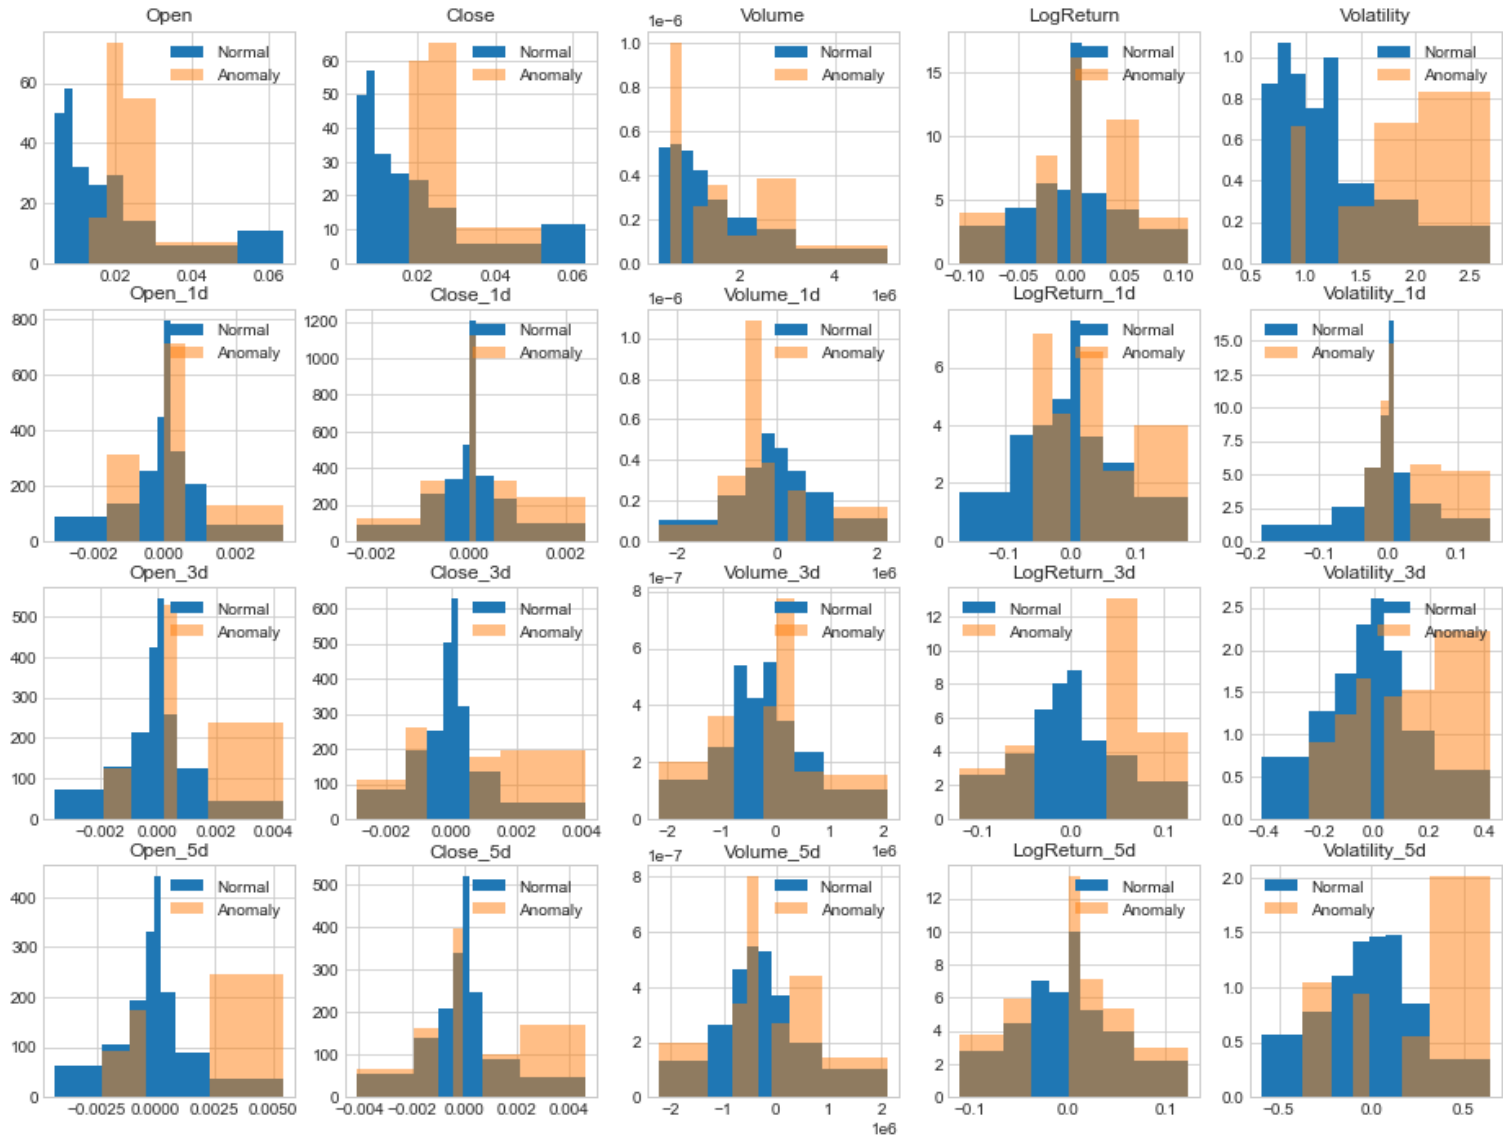 Open Close Volume LogReturn Volatility
1e−6
Normal Normal Normal Normal Normal
Anomaly Anomaly Anomaly Anomaly Anomaly
60 40 20 0
60 50 40 30 20 10 0
1.0 0.8 0.6 0.4 0.2 0.0
15 10 5 0
1.0 0.8 0.6 0.4 0.2 0.0
0.02 0.04 0.06
0.02 0.04 0.06
2 4
1e6
−0.10 −0.05 0.00 0.05 0.10
0.5 1.0 1.5 2.0 2.5
Open_1d Close_1d Volume_1d LogReturn_1d Volatility_1d
1e−6
Normal Normal Normal Normal Normal
Anomaly Anomaly Anomaly Anomaly Anomaly
800 600 400 200 0
1200 1000 800 600 400 200 0
1.0 0.8 0.6 0.4 0.2 0.0
6 4 2 0
15.0 12.5 10.0 7.5 5.0 2.5 0.0
−0.002 0.000 0.002
−0.002 0.000 0.002
−2 0 2
1e6
−0.1 0.0 0.1
−0.2 −0.1 0.0 0.1
Open_3d Close_3d Volume_3d LogReturn_3d Volatility_3d
1e−7
Normal Normal Normal Normal Normal
Anomaly Anomaly Anomaly Anomaly Anomaly
500 400 300 200 100 0
600 500 400 300 200 100 0
8 6 4 2 0
12 10 8 6 4 2 0
2.5 2.0 1.5 1.0 0.5 0.0
−0.002 0.000 0.002 0.004
−0.002 0.000 0.002 0.004
−2 −1 0 1 2
1e6
−0.1 0.0 0.1
−0.4 −0.2 0.0 0.2 0.4
Open_5d Close_5d Volume_5d LogReturn_5d Volatility_5d
1e−7
Normal Normal Normal Normal Normal
Anomaly Anomaly Anomaly Anomaly Anomaly
400 300 200 100 0
500 400 300 200 100 0
8 6 4 2 0
12 10 8 6 4 2 0
2.0 1.5 1.0 0.5 0.0
−0.0025 0.0000 0.0025 0.0050
−0.004 −0.002 0.000 0.002 0.004
−2 −1 0 1 2
1e6
−0.1 0.0 0.1
−0.5 0.0 0.5